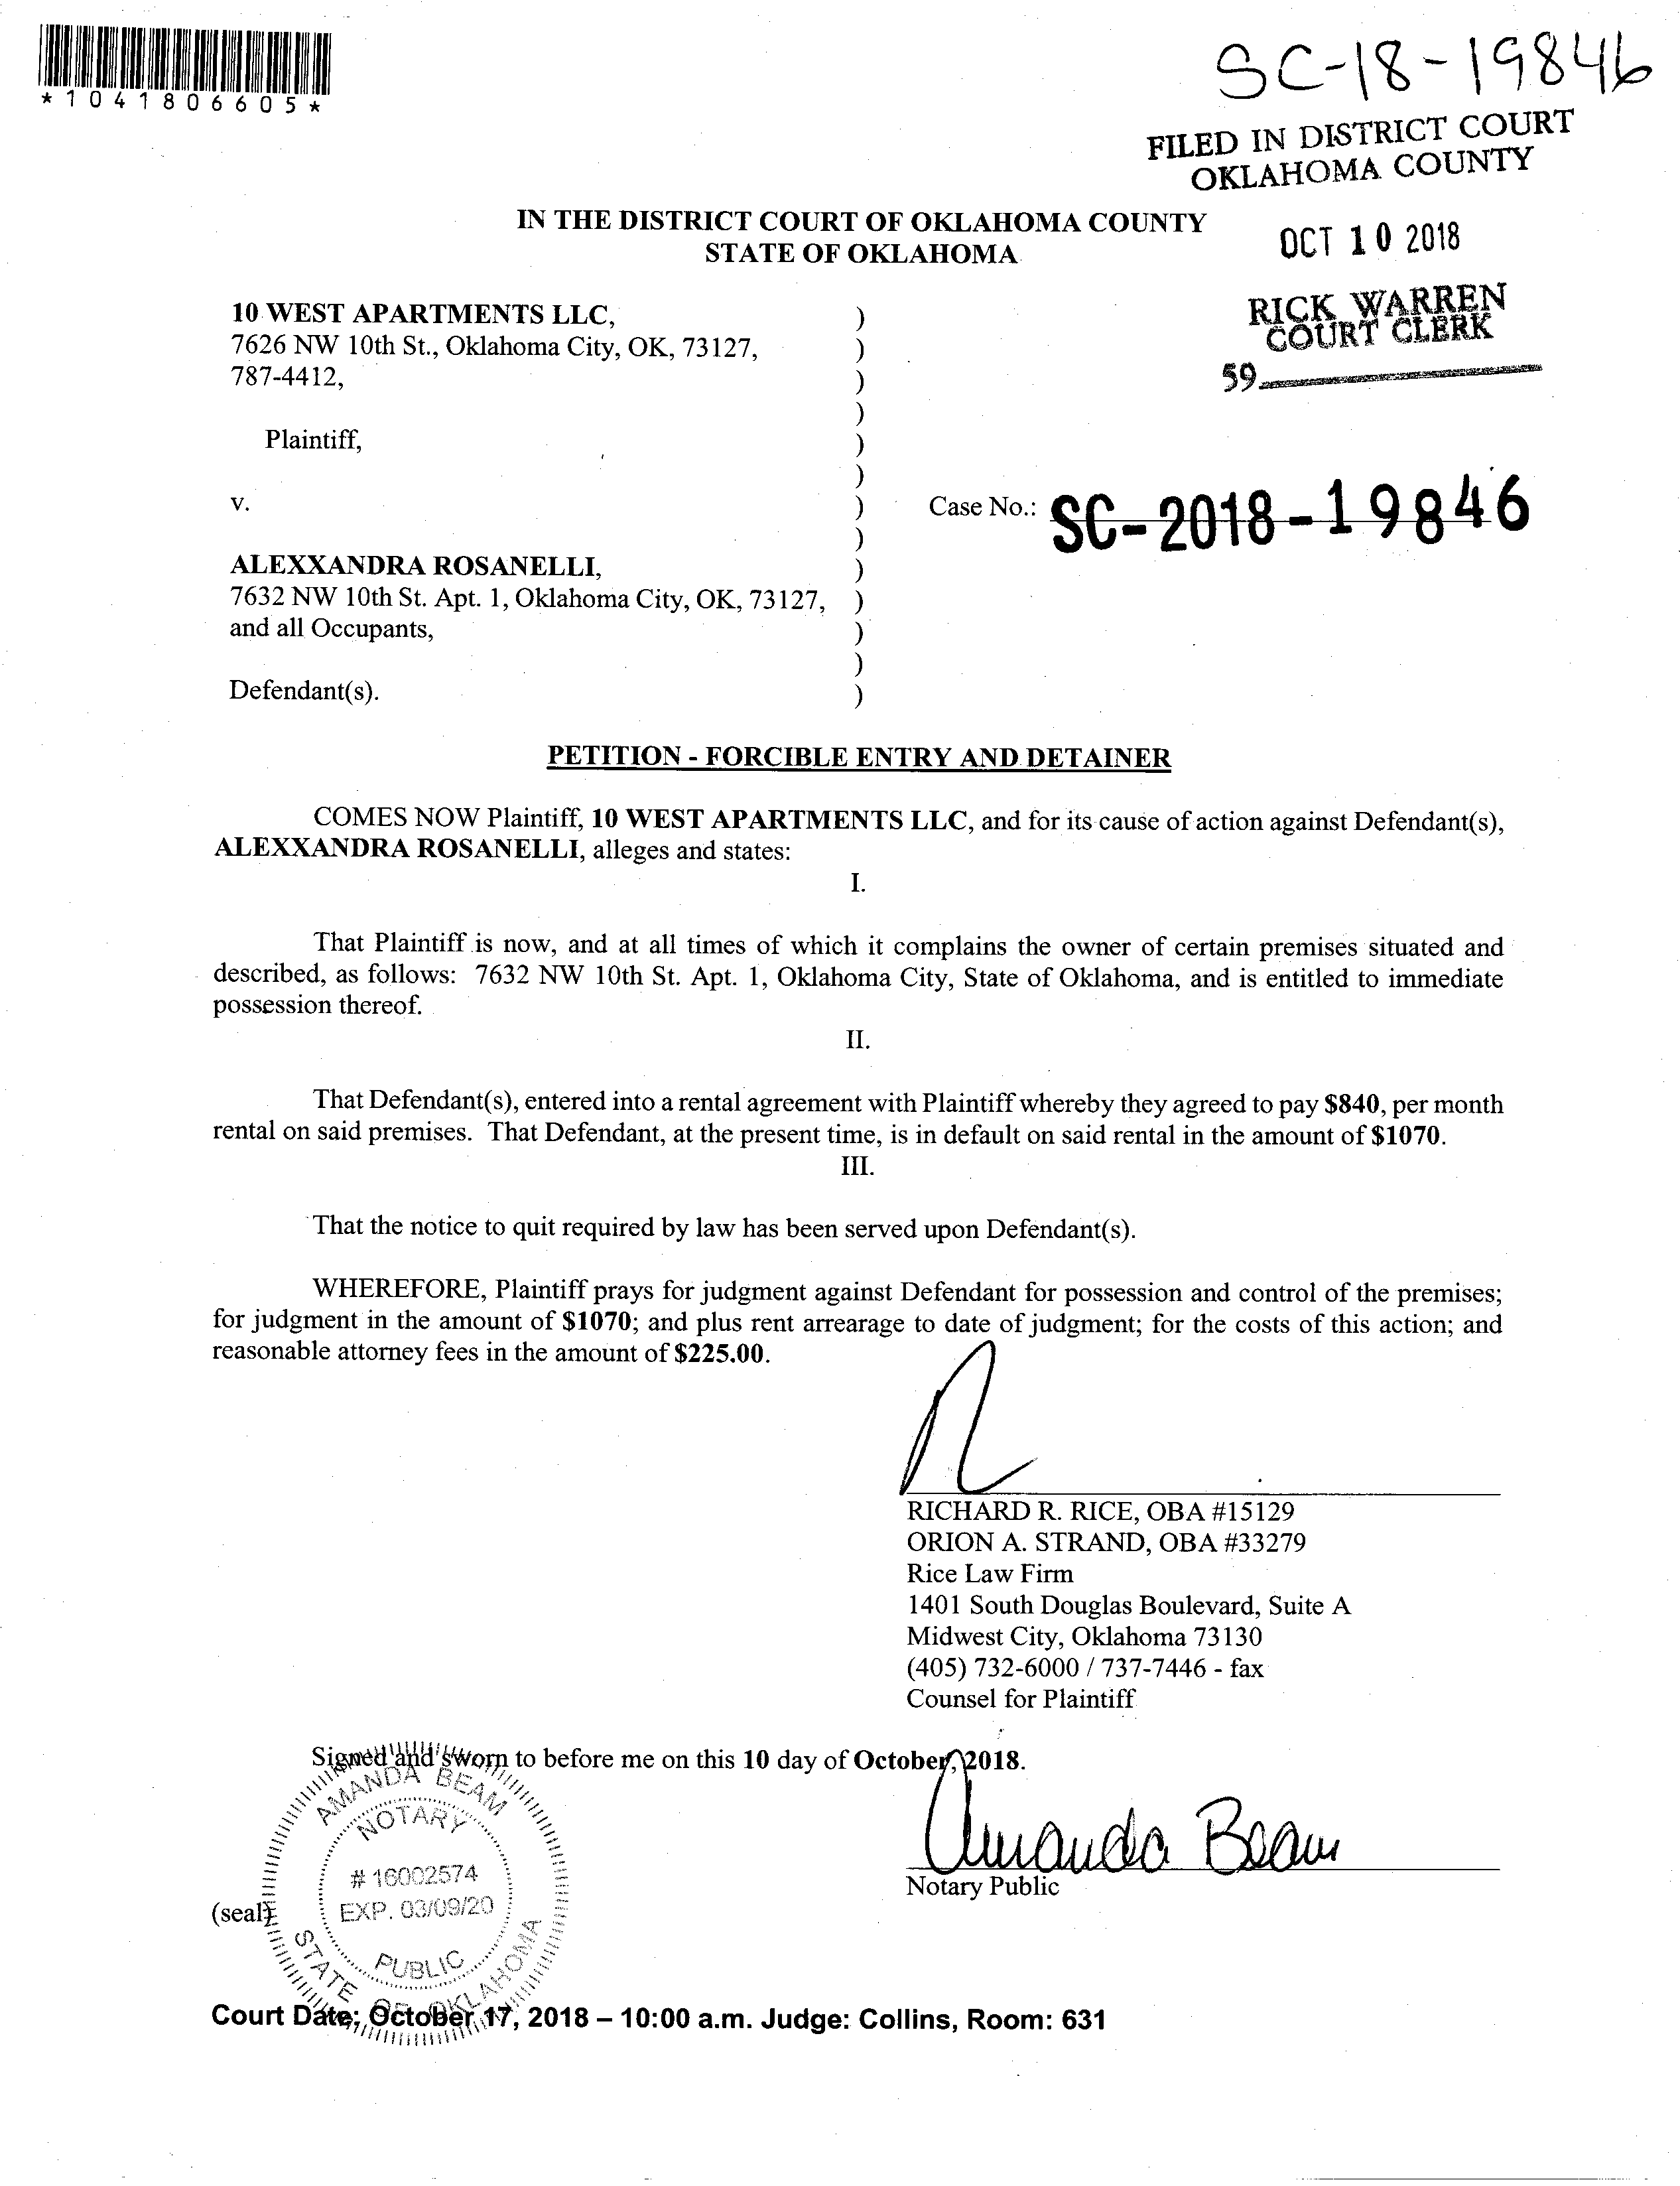 *1041806605*
SC-18-19846
FILED IN DISTRICT COURT
OKLAHOMA COUNTY
OCT 10 2018
RICK WARREN
COURT CLERK
59
IN THE DISTRICT COURT OF OKLAHOMA COUNTY
STATE OF OKLAHOMA
10 WEST APARTMENTS LLC, )
7626 NW 10th St., Oklahoma City, OK, 73127, )
787-4412, )
)
Plaintiff, )
)
v. ) Case No.: SC-2018-19846
)
ALEXXANDRA ROSANELLI, )
7632 NW 10th St. Apt. 1, Oklahoma City, OK, 73127, )
and all Occupants, )
)
Defendant(s). )
PETITION - FORCIBLE ENTRY AND DETAINER
COMES NOW Plaintiff, 10 WEST APARTMENTS LLC, and for its cause of action against Defendant(s),
ALEXXANDRA ROSANELLI, alleges and states:
I.
That Plaintiff is now, and at all times of which it complains the owner of certain premises situated and
described, as follows: 7632 NW 10th St. Apt. 1, Oklahoma City, State of Oklahoma, and is entitled to immediate
possession thereof.
II.
That Defendant(s), entered into a rental agreement with Plaintiff whereby they agreed to pay $840, per month
rental on said premises. That Defendant, at the present time, is in default on said rental in the amount of $1070.
III.
That the notice to quit required by law has been served upon Defendant(s).
WHEREFORE, Plaintiff prays for judgment against Defendant for possession and control of the premises;
for judgment in the amount of $1070; and plus rent arrearage to date of judgment; for the costs of this action; and
reasonable attorney fees in the amount of $225.00.
RICHARD R. RICE, OBA #15129
ORION A. STRAND, OBA #33279
Rice Law Firm
1401 South Douglas Boulevard, Suite A
Midwest City, Oklahoma 73130
(405) 732-6000 / 737-7446 - fax
Counsel for Plaintiff
Signed and sworn to before me on this 10 day of October, 2018.
Amanda Beam
Notary Public
(seal)
AMANDA BEAM
NOTARY
# 16002574
EXP. 03/09/20
PUBLIC
STATE OF OKLAHOMA
Court Date: October 17, 2018 – 10:00 a.m. Judge: Collins, Room: 631